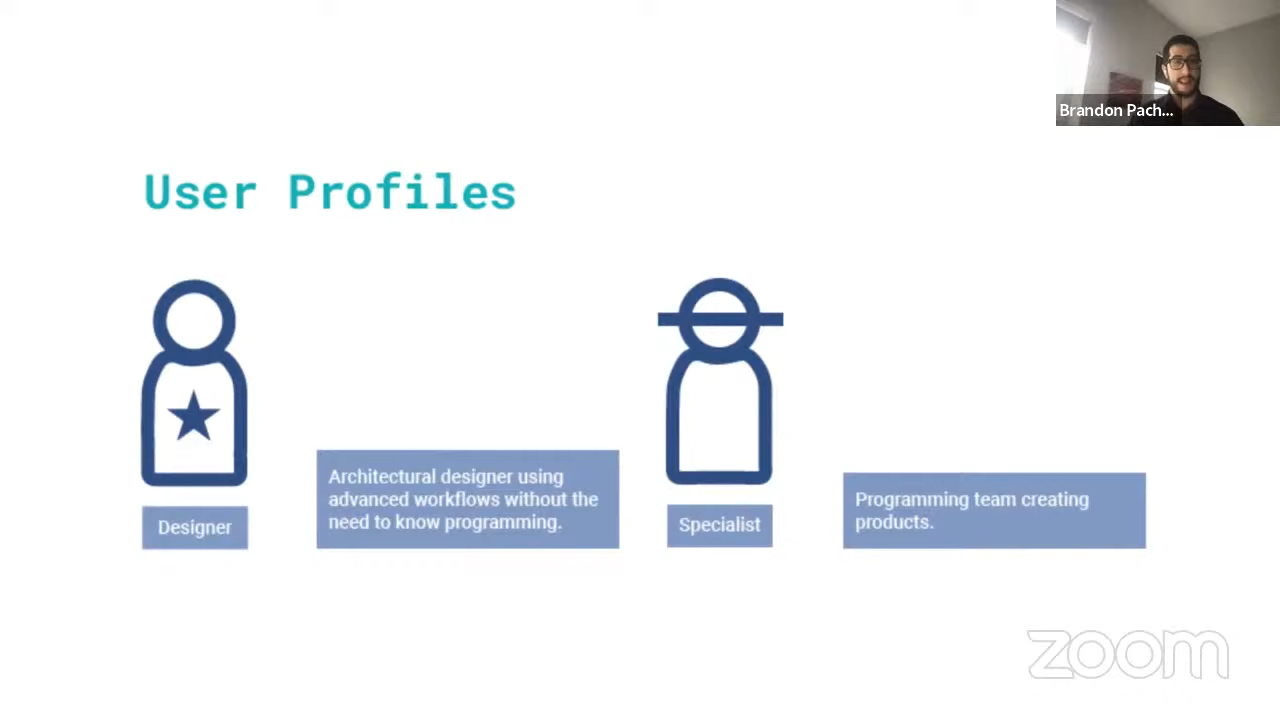 Brandon Pach...
User Profiles
Architectural designer using
advanced workflows without the
need to know programming.
Designer
Programming team creating
products.
Specialist
zoom